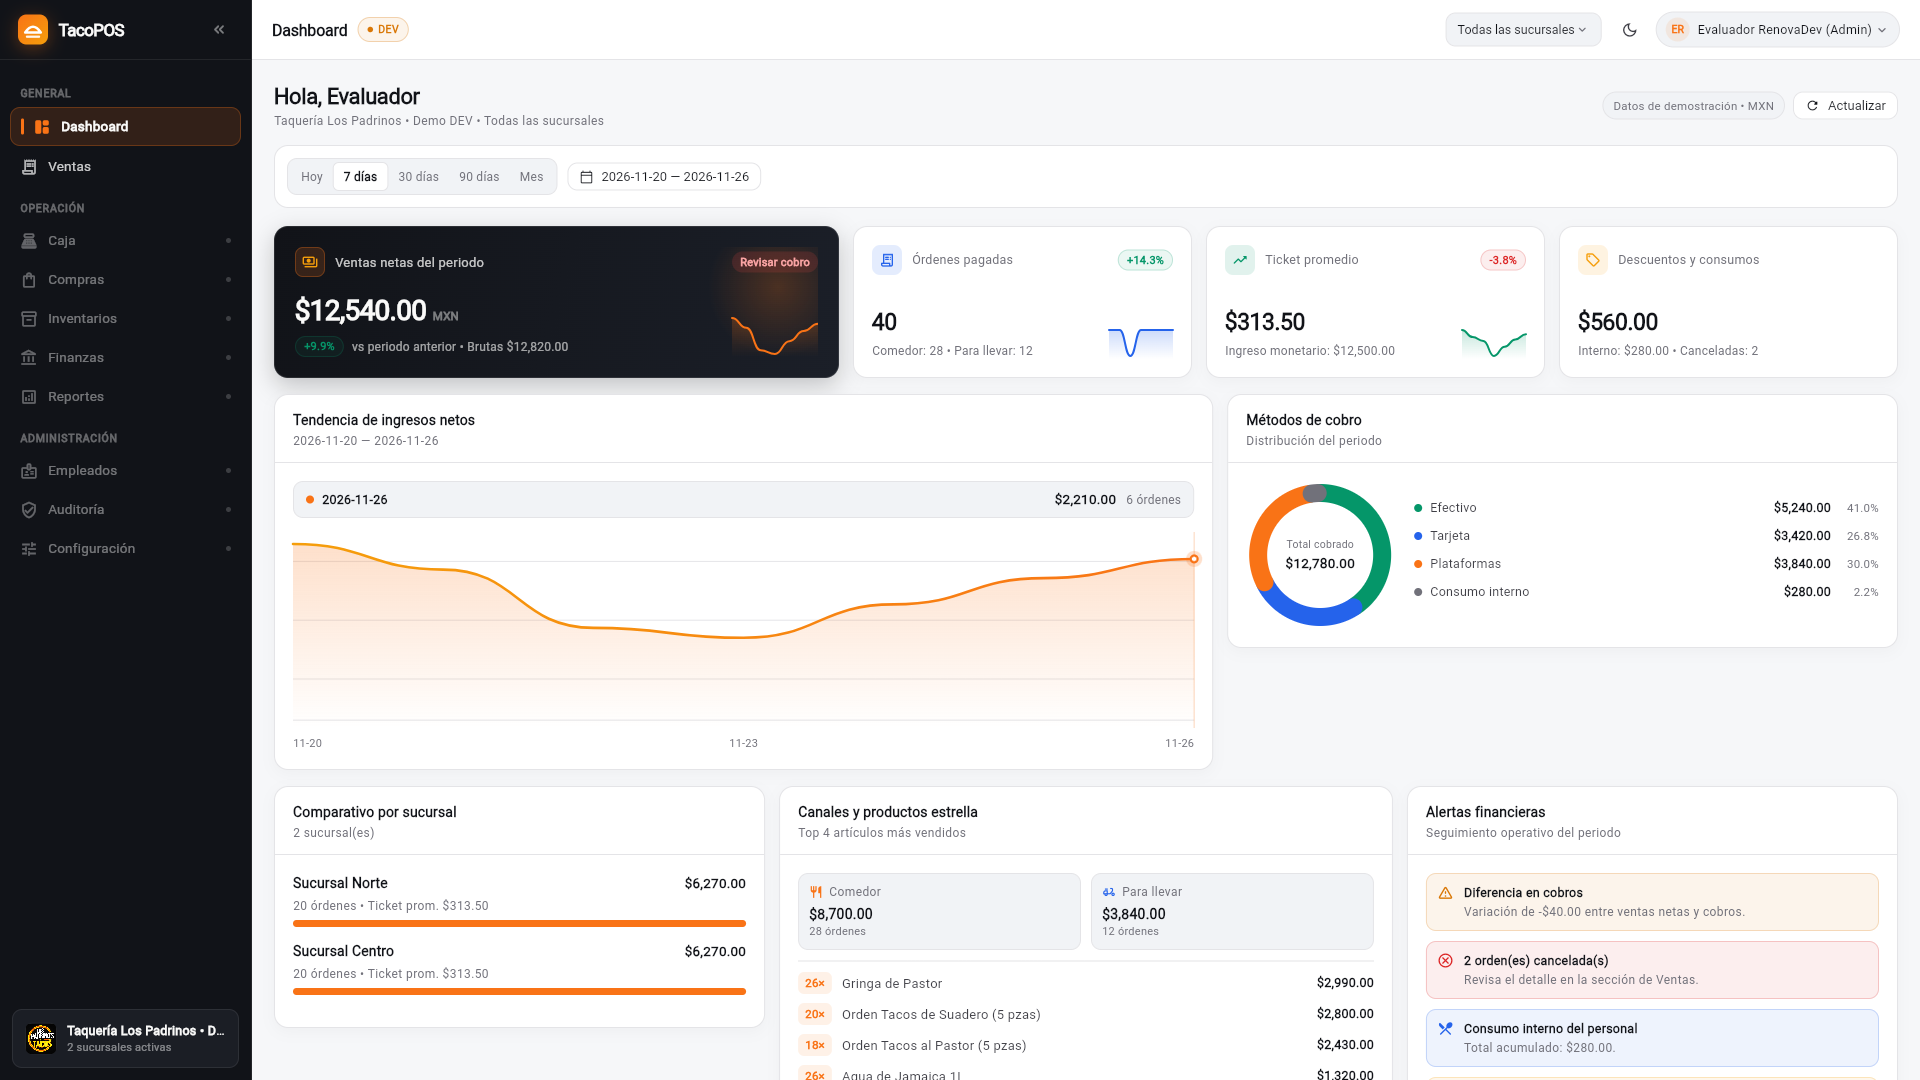 TacoPOS
GENERAL
Dashboard
Ventas
OPERACIÓN
Caja
Compras
Inventarios
Finanzas
Reportes
ADMINISTRACIÓN
Empleados
Auditoría
Configuración
Taquería Los Padrinos • D...
2 sucursales activas
Dashboard
DEV
Todas las sucursales
ER
Evaluador RenovaDev (Admin)
Hola, Evaluador
Taquería Los Padrinos • Demo DEV • Todas las sucursales
Datos de demostración • MXN
Actualizar
Hoy
7 días
30 días
90 días
Mes
2026-11-20 — 2026-11-26
Ventas netas del periodo
Revisar cobro
$12,540.00 MXN
+9.9%
vs periodo anterior • Brutas $12,820.00
Órdenes pagadas
+14.3%
40
Comedor: 28 • Para llevar: 12
Ticket promedio
-3.8%
$313.50
Ingreso monetario: $12,500.00
Descuentos y consumos
$560.00
Interno: $280.00 • Canceladas: 2
Tendencia de ingresos netos
2026-11-20 — 2026-11-26
2026-11-26
$2,210.00 6 órdenes
11-20
11-23
11-26
Métodos de cobro
Distribución del periodo
Total cobrado
$12,780.00
Efectivo $5,240.00 41.0%
Tarjeta $3,420.00 26.8%
Plataformas $3,840.00 30.0%
Consumo interno $280.00 2.2%
Comparativo por sucursal
2 sucursal(es)
Sucursal Norte $6,270.00
20 órdenes • Ticket prom. $313.50
Sucursal Centro $6,270.00
20 órdenes • Ticket prom. $313.50
Canales y productos estrella
Top 4 artículos más vendidos
Comedor
$8,700.00
28 órdenes
Para llevar
$3,840.00
12 órdenes
26× Gringa de Pastor $2,990.00
20× Orden Tacos de Suadero (5 pzas) $2,800.00
18× Orden Tacos al Pastor (5 pzas) $2,430.00
26× Agua de Jamaica 1L $1,320.00
Alertas financieras
Seguimiento operativo del periodo
Diferencia en cobros
Variación de -$40.00 entre ventas netas y cobros.
2 orden(es) cancelada(s)
Revisa el detalle en la sección de Ventas.
Consumo interno del personal
Total acumulado: $280.00.